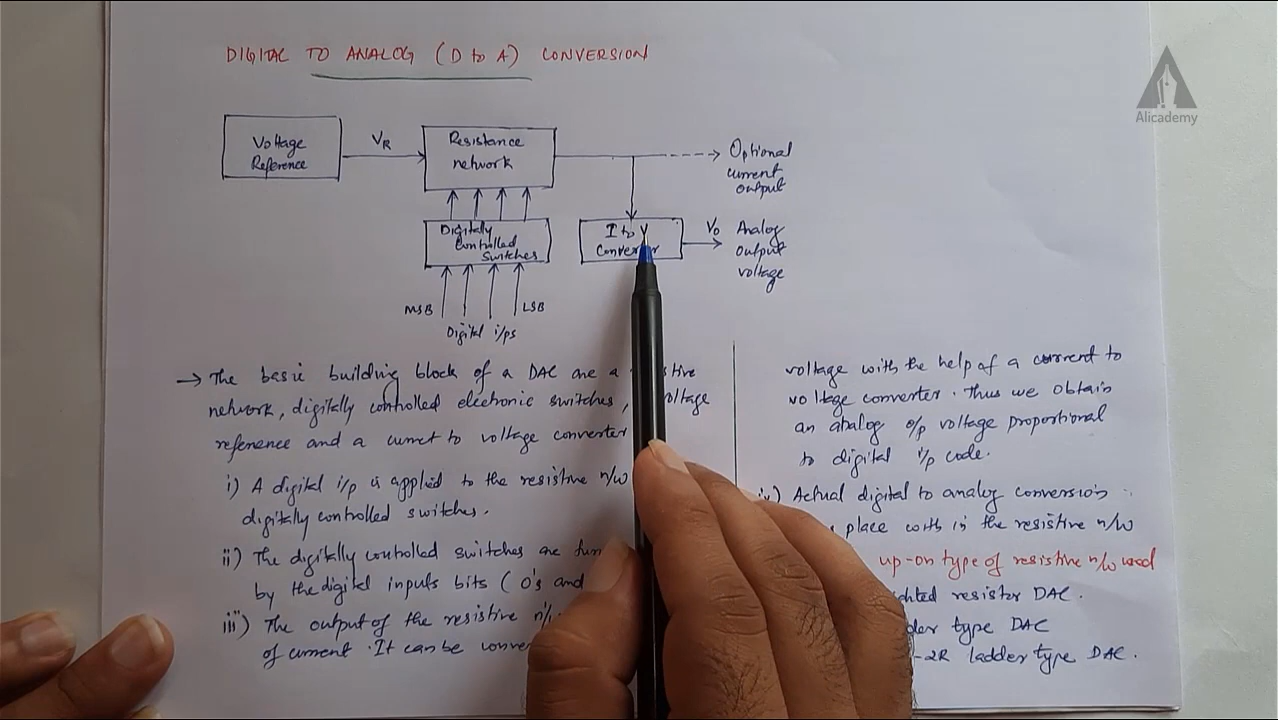 DIGITAL TO ANALOG (D to A) CONVERSION
Alicademy
Voltage
Reference
VR
Resistance
network
Optional
current
output
Digitally
Controlled
Switches
I to V
Converter
Vo
Analog
output
voltage
MSB
LSB
Digital i/ps
→ The basic building block of a DAC are a
network, digitally controlled electronic switches,
reference and a curret to voltage converter
i) A digital i/p is applied to the resistive n/w
digitally controlled switches.
ii) The digitally controlled switches are
by the digital inputs bits ( 0's and
iii) The output of the resistive
of current . It can be
voltage with the help of a current to
voltage converter . Thus we obtain
an analog o/p voltage proportional
to digital i/p code.
Actual digital to analog conversion
place with in the resistive n/w
up-on type of resistive n/w used
resistor DAC .
type DAC
-2R ladder type DAC .